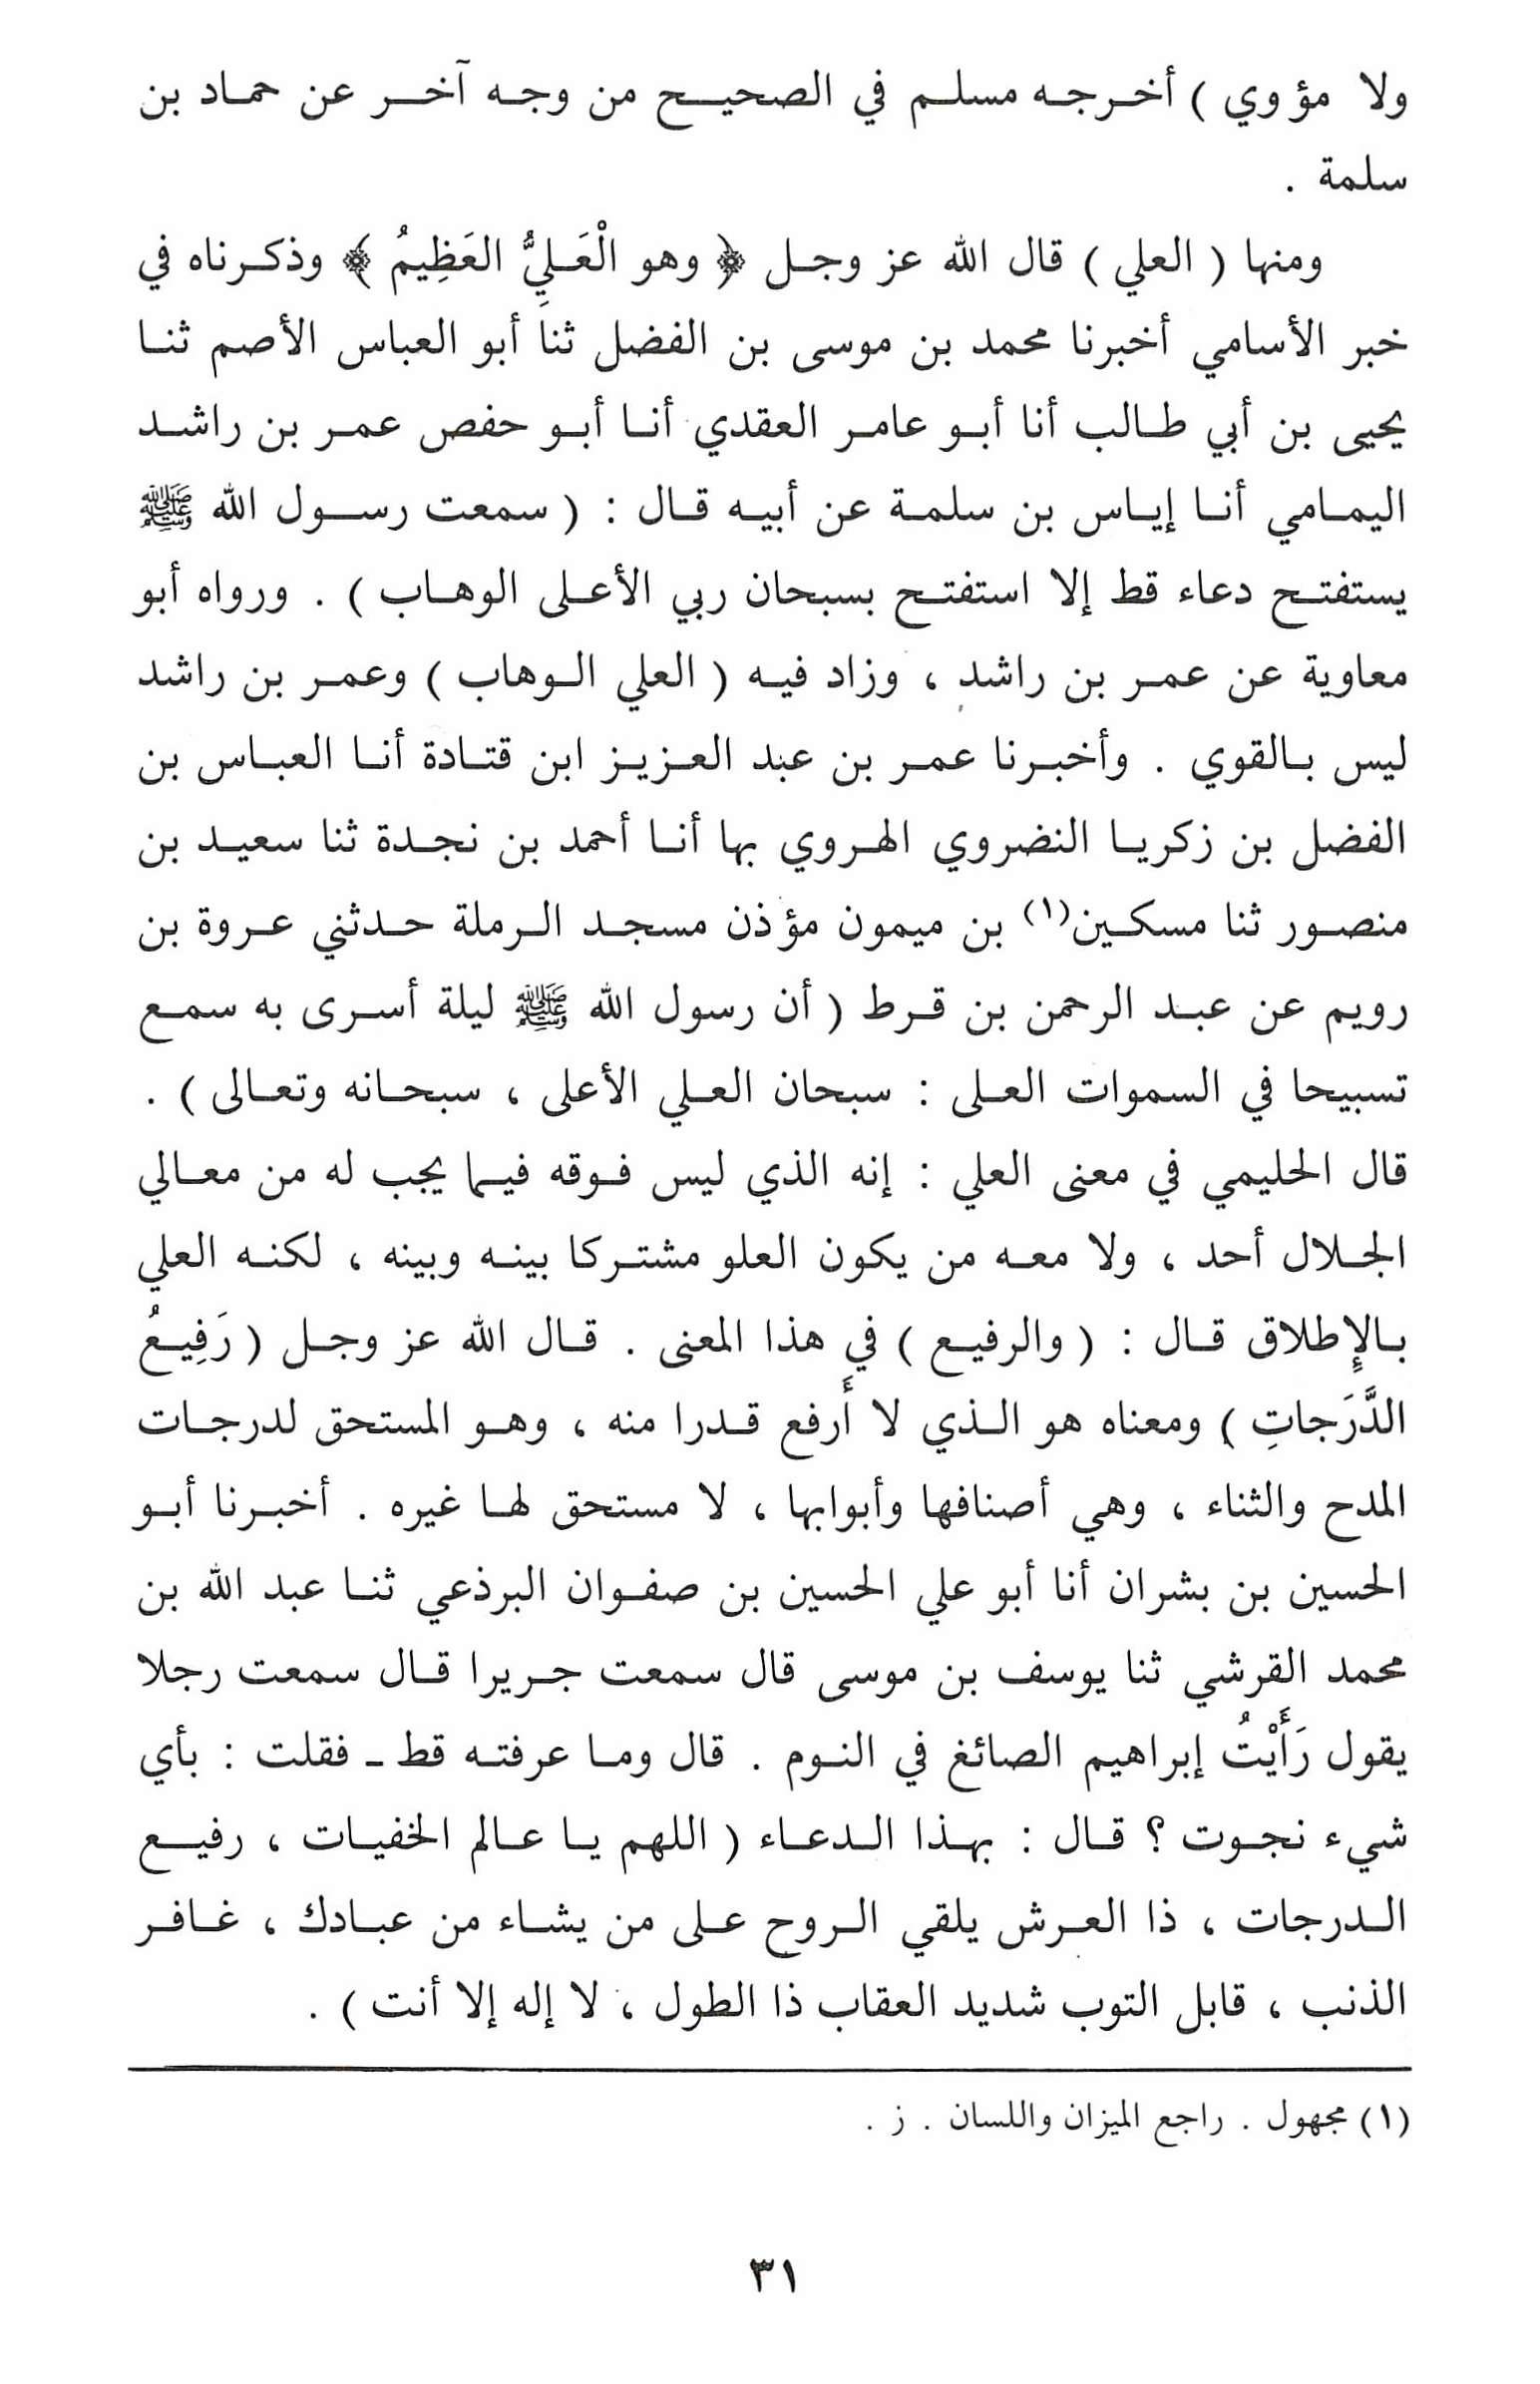 ولا مؤوي ) أخرجه مسلم في الصحيح من وجه آخر عن حماد بن
سلمة .
ومنها ( العلي ) قال الله عز وجل ﴿ وهو الْعَلِيُّ العَظِيمُ ﴾ وذكرناه في
خبر الأسامي أخبرنا محمد بن موسى بن الفضل ثنا أبو العباس الأصم ثنا
يحيى بن أبي طالب أنا أبو عامر العقدي أنا أبو حفص عمر بن راشد
اليمامي أنا إياس بن سلمة عن أبيه قال : ( سمعت رسول الله ﷺ
يستفتح دعاء قط إلا استفتح بسبحان ربي الأعلى الوهاب ) . ورواه أبو
معاوية عن عمر بن راشد ، وزاد فيه ( العلي الوهاب ) وعمر بن راشد
ليس بالقوي . وأخبرنا عمر بن عبد العزيز ابن قتادة أنا العباس بن
الفضل بن زكريا النضروي الهروي بها أنا أحمد بن نجدة ثنا سعيد بن
منصور ثنا مسكين(١) بن ميمون مؤذن مسجد الرملة حدثني عروة بن
رويم عن عبد الرحمن بن قرط ( أن رسول الله ﷺ ليلة أسرى به سمع
تسبيحا في السموات العلى : سبحان العلي الأعلى ، سبحانه وتعالى ) .
قال الحليمي في معنى العلي : إنه الذي ليس فوقه فيما يجب له من معالي
الجلال أحد ، ولا معه من يكون العلو مشتركا بينه وبينه ، لكنه العلي
بالإِطلاق قال : ( والرفيع ) في هذا المعنى . قال الله عز وجل ( رَفِيعُ
الدَّرَجاتِ ) ومعناه هو الذي لا أَرفع قدرا منه ، وهو المستحق لدرجات
المدح والثناء ، وهي أصنافها وأبوابها ، لا مستحق لها غيره . أخبرنا أبو
الحسين بن بشران أنا أبو علي الحسين بن صفوان البرذعي ثنا عبد الله بن
محمد القرشي ثنا يوسف بن موسى قال سمعت جريرا قال سمعت رجلا
يقول رَأَيْتُ إبراهيم الصائغ في النوم . قال وما عرفته قط ـ فقلت : بأي
شيء نجوت ؟ قال : بهذا الدعاء ( اللهم يا عالم الخفيات ، رفيع
الدرجات ، ذا العرش يلقي الروح على من يشاء من عبادك ، غافر
الذنب ، قابل التوب شديد العقاب ذا الطول ، لا إله إلا أنت ) .
(١) مجهول . راجع الميزان واللسان . ز .
٣١